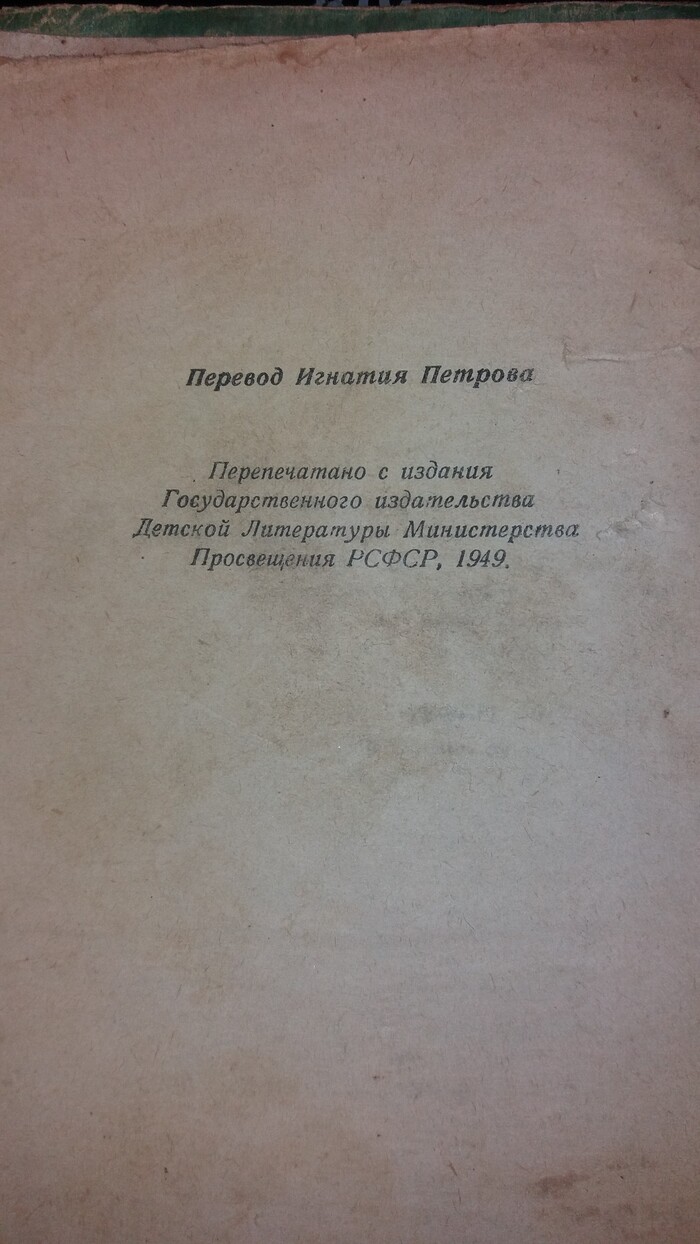 Перевод Игнатия Петрова
Перепечатано с издания
Государственного издательства
Детской Литературы Министерства
Просвещения РСФСР, 1949.